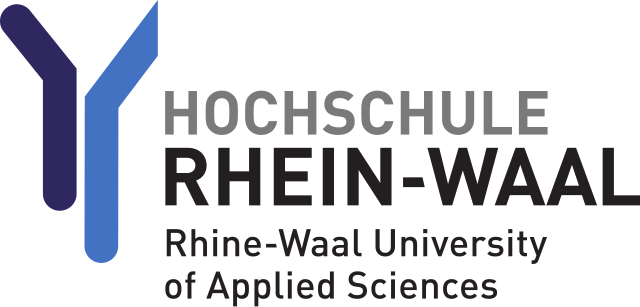 HOCHSCHULE
RHEIN-WAAL
Rhine-Waal University
of Applied Sciences